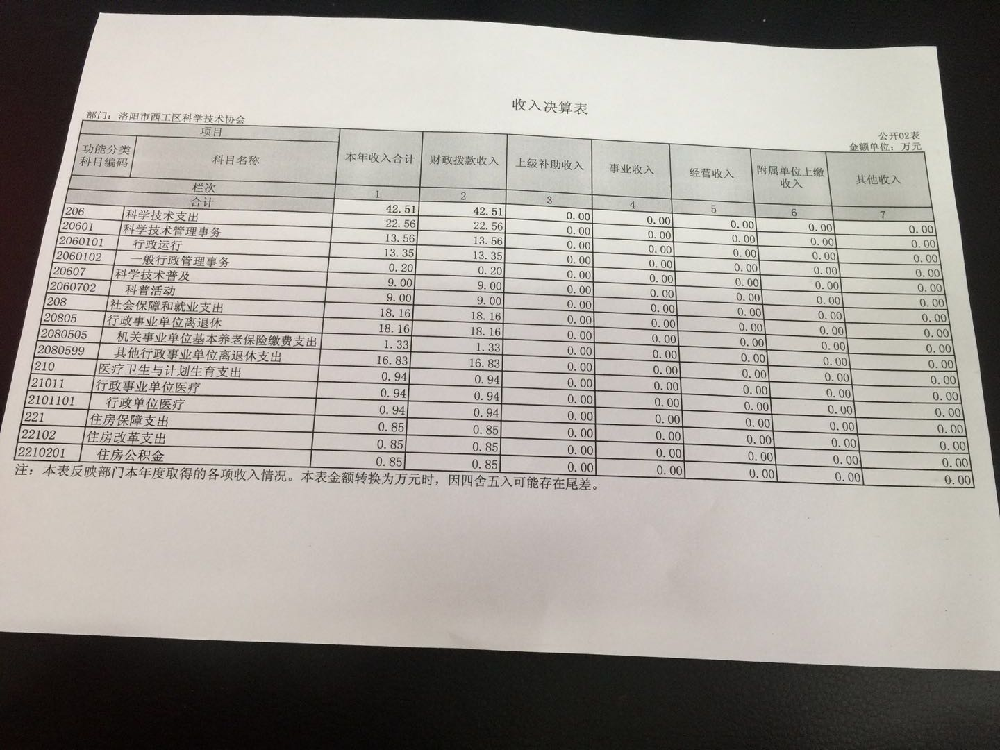 收入决算表
部门：洛阳市西工区科学技术协会
公开02表
金额单位：万元
项目 本年收入合计 财政拨款收入 上级补助收入 事业收入 经营收入 附属单位上缴收入 其他收入
功能分类科目编码 科目名称
栏次 1 2 3 4 5 6 7
合计 42.51 42.51 0.00 0.00 0.00 0.00 0.00
206 科学技术支出 22.56 22.56 0.00 0.00 0.00 0.00 0.00
20601 科学技术管理事务 13.56 13.56 0.00 0.00 0.00 0.00 0.00
2060101 行政运行 13.35 13.35 0.00 0.00 0.00 0.00 0.00
2060102 一般行政管理事务 0.20 0.20 0.00 0.00 0.00 0.00 0.00
20607 科学技术普及 9.00 9.00 0.00 0.00 0.00 0.00 0.00
2060702 科普活动 9.00 9.00 0.00 0.00 0.00 0.00 0.00
208 社会保障和就业支出 18.16 18.16 0.00 0.00 0.00 0.00 0.00
20805 行政事业单位离退休 18.16 18.16 0.00 0.00 0.00 0.00 0.00
2080505 机关事业单位基本养老保险缴费支出 1.33 1.33 0.00 0.00 0.00 0.00 0.00
2080599 其他行政事业单位离退休支出 16.83 16.83 0.00 0.00 0.00 0.00 0.00
210 医疗卫生与计划生育支出 0.94 0.94 0.00 0.00 0.00 0.00 0.00
21011 行政事业单位医疗 0.94 0.94 0.00 0.00 0.00 0.00 0.00
2101101 行政单位医疗 0.94 0.94 0.00 0.00 0.00 0.00 0.00
221 住房保障支出 0.85 0.85 0.00 0.00 0.00 0.00 0.00
22102 住房改革支出 0.85 0.85 0.00 0.00 0.00 0.00 0.00
2210201 住房公积金 0.85 0.85 0.00 0.00 0.00 0.00 0.00
注：本表反映部门本年度取得的各项收入情况。本表金额转换为万元时，因四舍五入可能存在尾差。